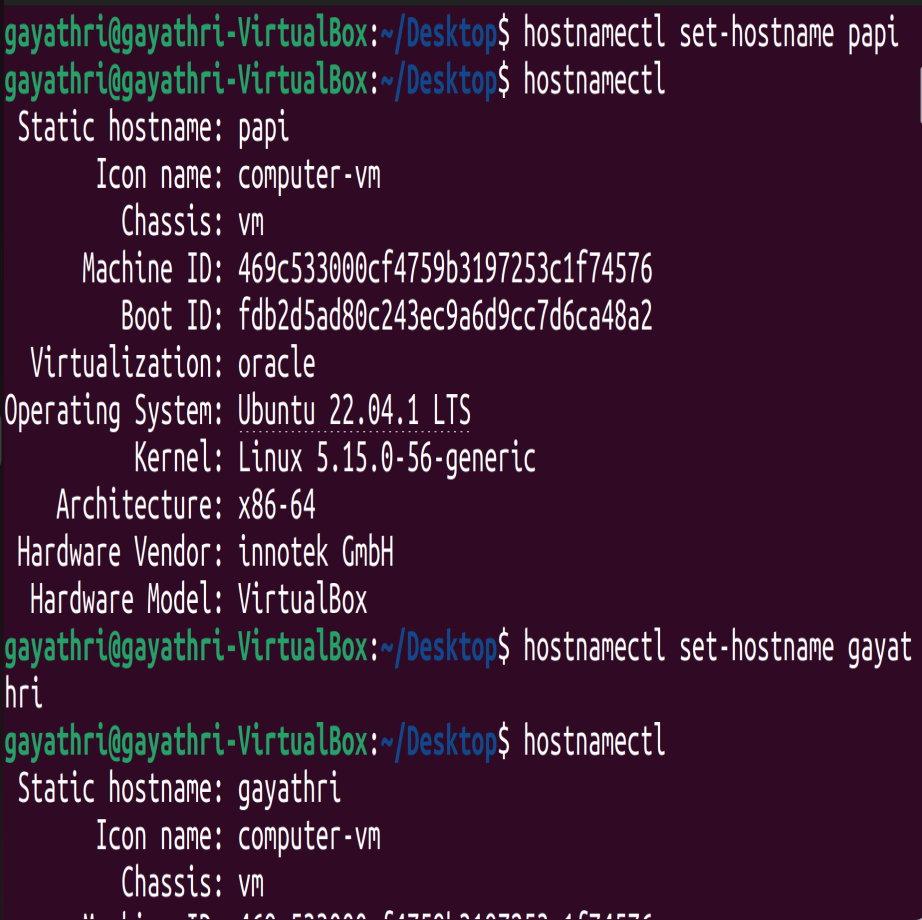 gayathri@gayathri-VirtualBox:~/Desktop$ hostnamectl set-hostname papi
gayathri@gayathri-VirtualBox:~/Desktop$ hostnamectl
Static hostname: papi
Icon name: computer-vm
Chassis: vm
Machine ID: 469c533000cf4759b3197253c1f74576
Boot ID: fdb2d5ad80c243ec9a6d9cc7d6ca48a2
Virtualization: oracle
Operating System: Ubuntu 22.04.1 LTS
Kernel: Linux 5.15.0-56-generic
Architecture: x86-64
Hardware Vendor: innotek GmbH
Hardware Model: VirtualBox
gayathri@gayathri-VirtualBox:~/Desktop$ hostnamectl set-hostname gayat
hri
gayathri@gayathri-VirtualBox:~/Desktop$ hostnamectl
Static hostname: gayathri
Icon name: computer-vm
Chassis: vm